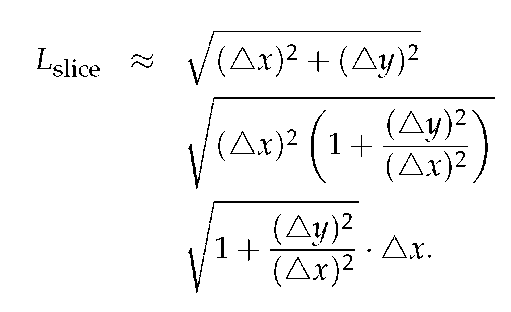 L_slice ≈ √((△x)² + (△y)²)
√((△x)² (1 + (△y)²/(△x)²))
√(1 + (△y)²/(△x)²) · △x.